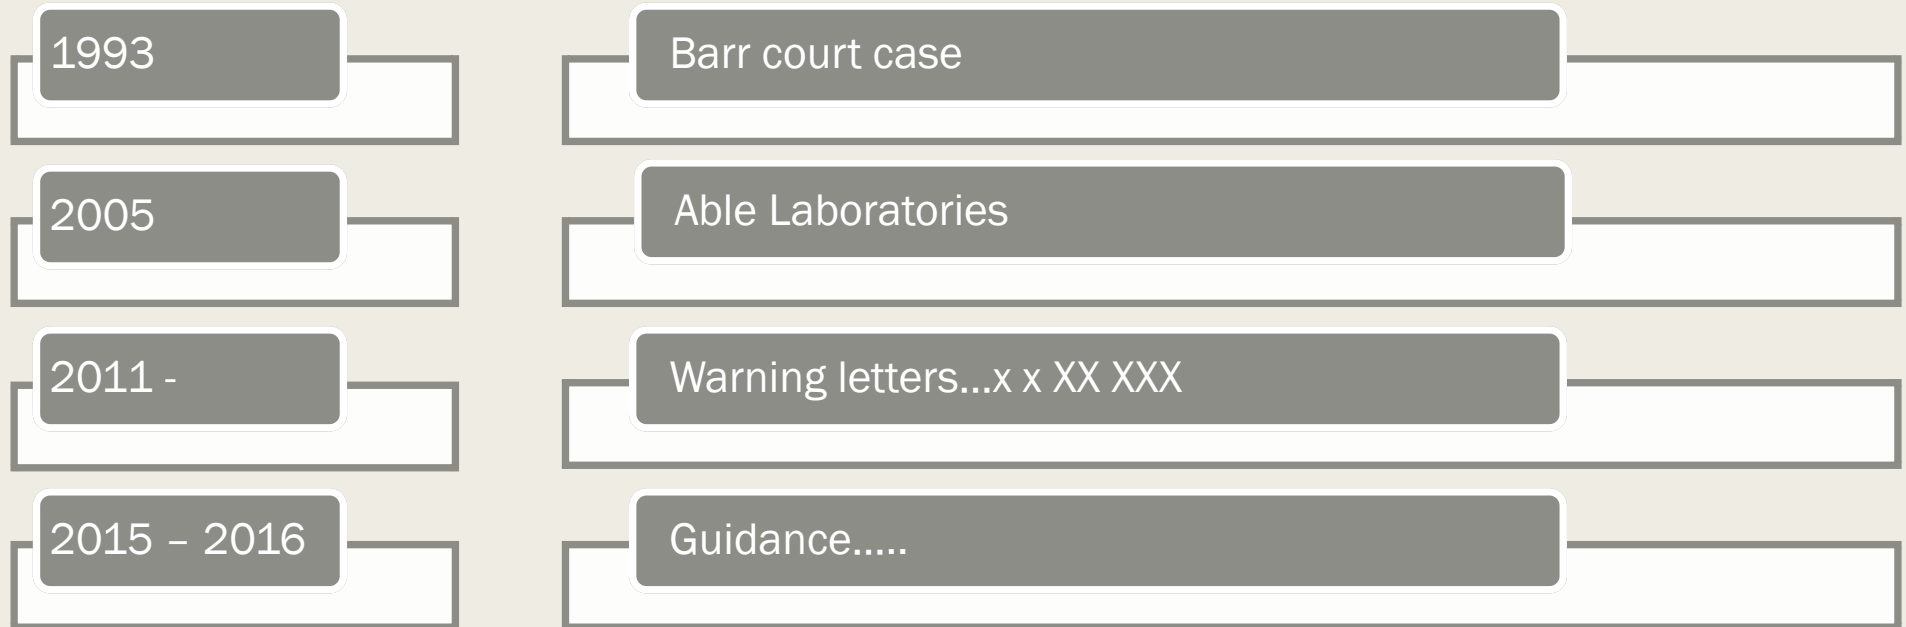 1993
Barr court case
2005
Able Laboratories
2011 -
Warning letters...x x XX XXX
2015 – 2016
Guidance.....